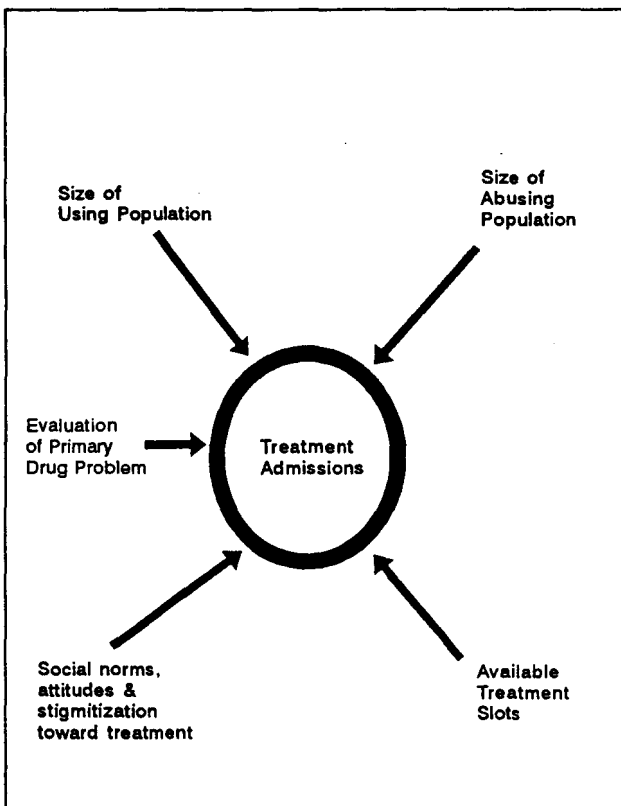 Size of
Using Population
Size of
Abusing
Population
Evaluation
of Primary
Drug Problem
Treatment
Admissions
Social norms,
attitudes &
stigmitization
toward treatment
Available
Treatment
Slots